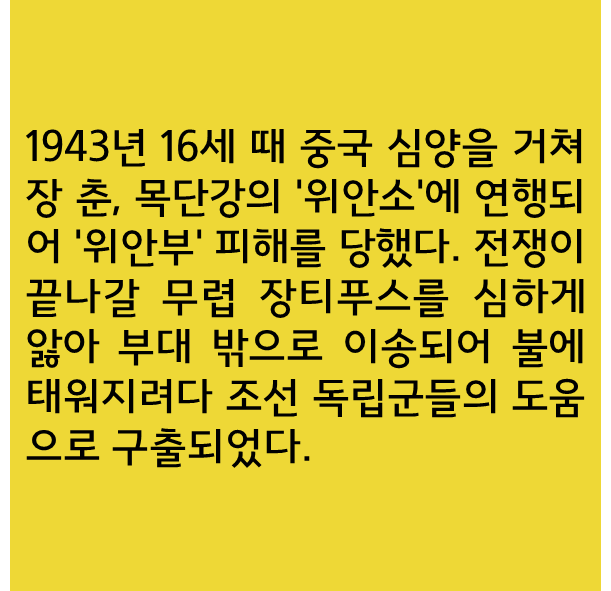 1943년 16세 때 중국 심양을 거쳐
장 춘, 목단강의 '위안소'에 연행되
어 '위안부' 피해를 당했다. 전쟁이
끝나갈 무렵 장티푸스를 심하게
앓아 부대 밖으로 이송되어 불에
태워지려다 조선 독립군들의 도움
으로 구출되었다.